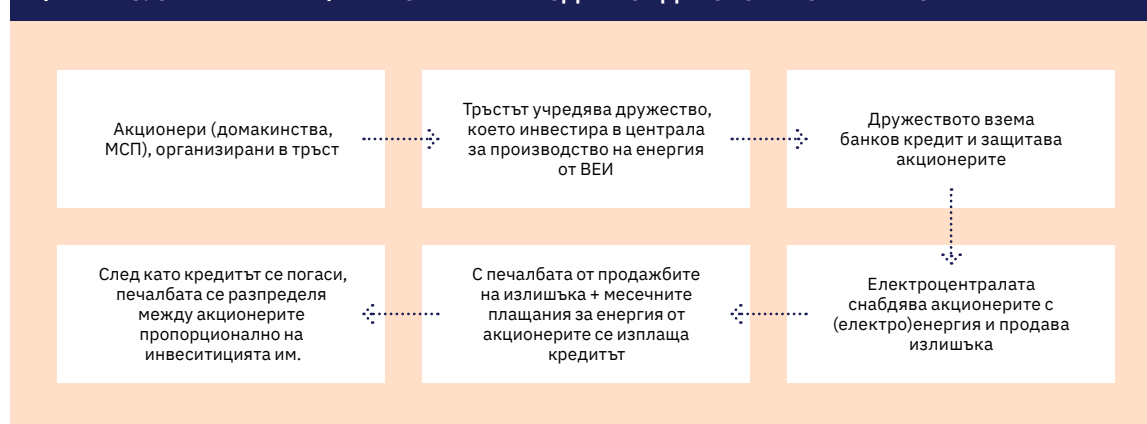 Акционери (домакинства,
МСП), организирани в тръст
Тръстът учредява дружество,
което инвестира в централа
за производство на енергия
от ВЕИ
Дружеството взема
банков кредит и защитава
акционерите
Електроцентралата
снабдява акционерите с
(електро)енергия и продава
излишъка
С печалбата от продажбите
на излишъка + месечните
плащания за енергия от
акционерите се изплаща
кредитът
След като кредитът се погаси,
печалбата се разпределя
между акционерите
пропорционално на
инвеситицията им.